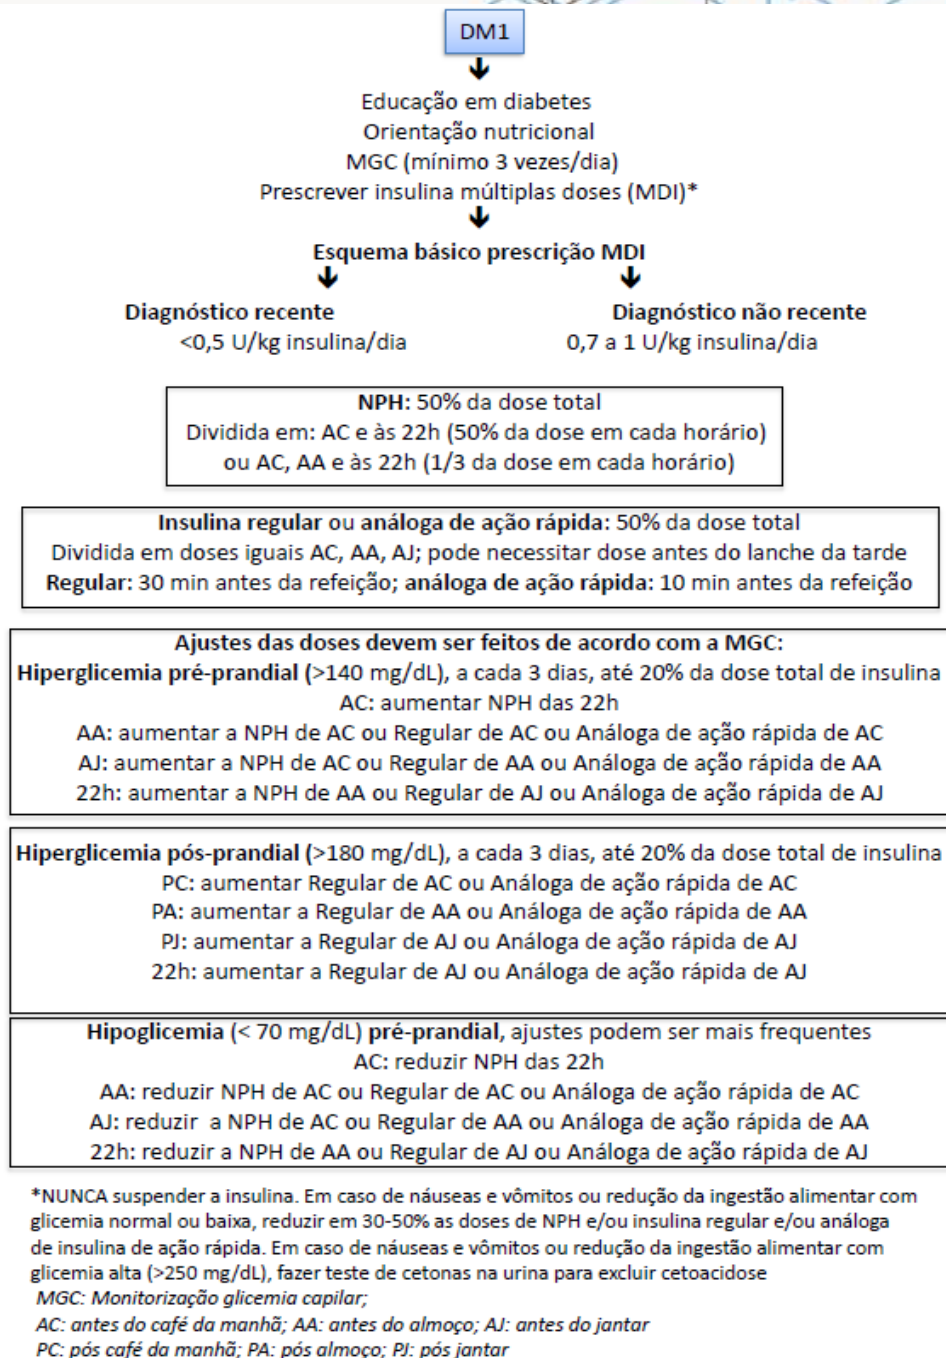 DM1
Educação em diabetes
Orientação nutricional
MGC (mínimo 3 vezes/dia)
Prescrever insulina múltiplas doses (MDI)*
Esquema básico prescrição MDI
Diagnóstico recente
<0,5 U/kg insulina/dia
Diagnóstico não recente
0,7 a 1 U/kg insulina/dia
NPH: 50% da dose total
Dividida em: AC e às 22h (50% da dose em cada horário)
ou AC, AA e às 22h (1/3 da dose em cada horário)
Insulina regular ou análoga de ação rápida: 50% da dose total
Dividida em doses iguais AC, AA, AJ; pode necessitar dose antes do lanche da tarde
Regular: 30 min antes da refeição; análoga de ação rápida: 10 min antes da refeição
Ajustes das doses devem ser feitos de acordo com a MGC:
Hiperglicemia pré-prandial (>140 mg/dL), a cada 3 dias, até 20% da dose total de insulina
AC: aumentar NPH das 22h
AA: aumentar a NPH de AC ou Regular de AC ou Análoga de ação rápida de AC
AJ: aumentar a NPH de AC ou Regular de AA ou Análoga de ação rápida de AA
22h: aumentar a NPH de AA ou Regular de AJ ou Análoga de ação rápida de AJ
Hiperglicemia pós-prandial (>180 mg/dL), a cada 3 dias, até 20% da dose total de insulina
PC: aumentar Regular de AC ou Análoga de ação rápida de AC
PA: aumentar a Regular de AA ou Análoga de ação rápida de AA
PJ: aumentar a Regular de AJ ou Análoga de ação rápida de AJ
22h: aumentar a Regular de AJ ou Análoga de ação rápida de AJ
Hipoglicemia (< 70 mg/dL) pré-prandial, ajustes podem ser mais frequentes
AC: reduzir NPH das 22h
AA: reduzir NPH de AC ou Regular de AC ou Análoga de ação rápida de AC
AJ: reduzir a NPH de AC ou Regular de AA ou Análoga de ação rápida de AA
22h: reduzir a NPH de AA ou Regular de AJ ou Análoga de ação rápida de AJ
*NUNCA suspender a insulina. Em caso de náuseas e vômitos ou redução da ingestão alimentar com
glicemia normal ou baixa, reduzir em 30-50% as doses de NPH e/ou insulina regular e/ou análoga
de insulina de ação rápida. Em caso de náuseas e vômitos ou redução da ingestão alimentar com
glicemia alta (>250 mg/dL), fazer teste de cetonas na urina para excluir cetoacidose
MGC: Monitorização glicemia capilar;
AC: antes do café da manhã; AA: antes do almoço; AJ: antes do jantar
PC: pós café da manhã; PA: pós almoço; PJ: pós jantar